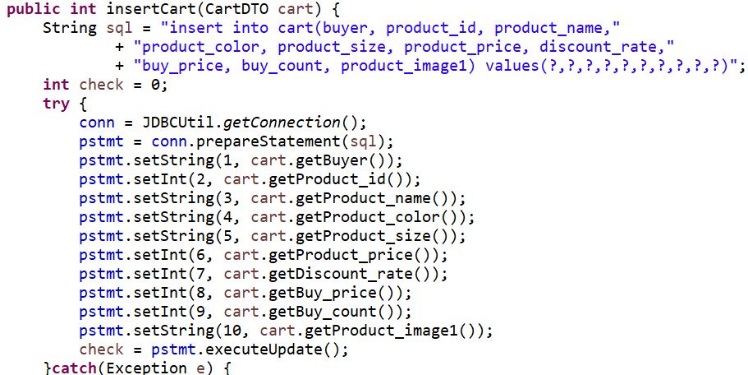 public int insertCart(CartDTO cart) {
String sql = "insert into cart(buyer, product_id, product_name,"
+ "product_color, product_size, product_price, discount_rate,"
+ "buy_price, buy_count, product_image1) values(?,?,?,?,?,?,?,?,?,?)";
int check = 0;
try {
conn = JDBCUtil.getConnection();
pstmt = conn.prepareStatement(sql);
pstmt.setString(1, cart.getBuyer());
pstmt.setInt(2, cart.getProduct_id());
pstmt.setString(3, cart.getProduct_name());
pstmt.setString(4, cart.getProduct_color());
pstmt.setString(5, cart.getProduct_size());
pstmt.setInt(6, cart.getProduct_price());
pstmt.setInt(7, cart.getDiscount_rate());
pstmt.setInt(8, cart.getBuy_price());
pstmt.setInt(9, cart.getBuy_count());
pstmt.setString(10, cart.getProduct_image1());
check = pstmt.executeUpdate();
}catch(Exception e) {